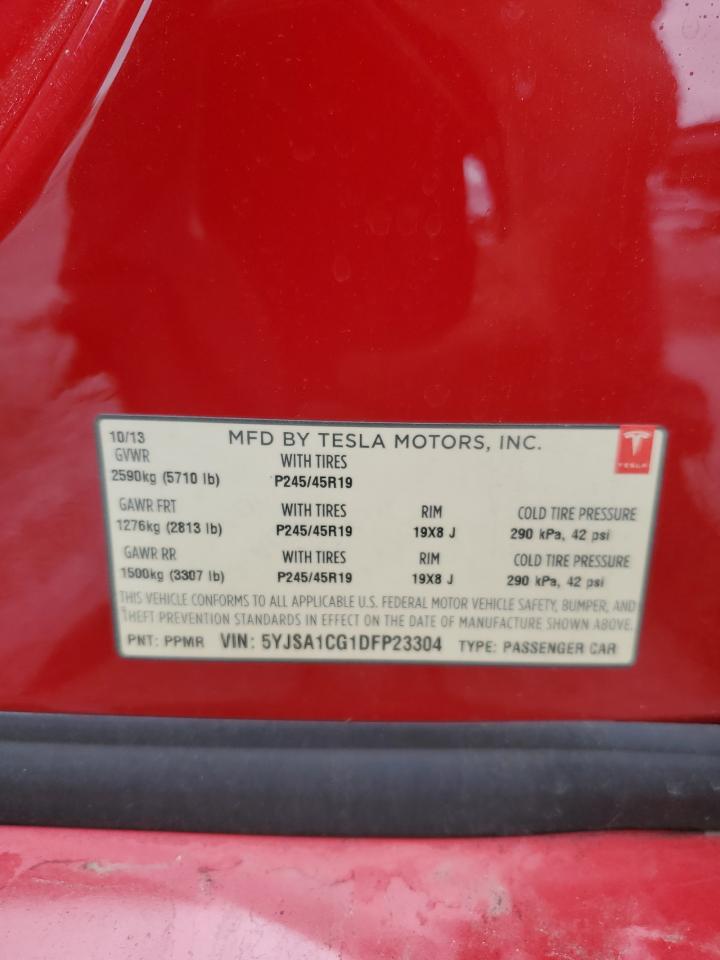 10/13 MFD BY TESLA MOTORS, INC.
TESLA
GVWR WITH TIRES
2590kg (5710 lb) P245/45R19
GAWR FRT WITH TIRES RIM COLD TIRE PRESSURE
1276kg (2813 lb) P245/45R19 19X8 J 290 kPa, 42 psi
GAWR RR WITH TIRES RIM COLD TIRE PRESSURE
1500kg (3307 lb) P245/45R19 19X8 J 290 kPa, 42 psi
THIS VEHICLE CONFORMS TO ALL APPLICABLE U.S. FEDERAL MOTOR VEHICLE SAFETY, BUMPER, AND
THEFT PREVENTION STANDARDS IN EFFECT ON THE DATE OF MANUFACTURE SHOWN ABOVE.
PNT: PPMR VIN: 5YJSA1CG1DFP23304 TYPE: PASSENGER CAR